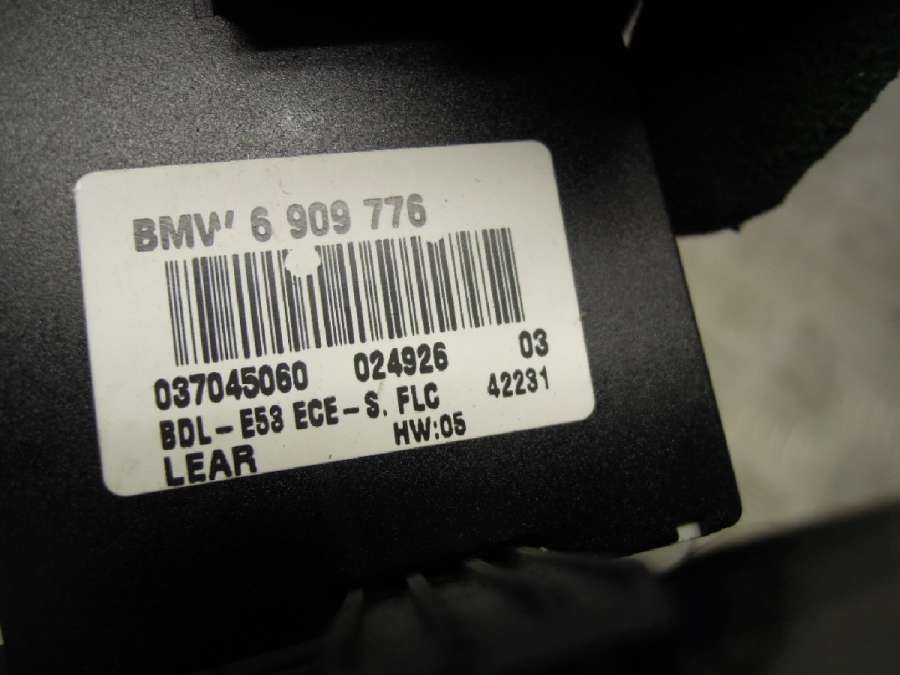 BMW 6 909 776
037045060 024926 03
BDL-E53 ECE-S. FLC 42231
LEAR HW:05